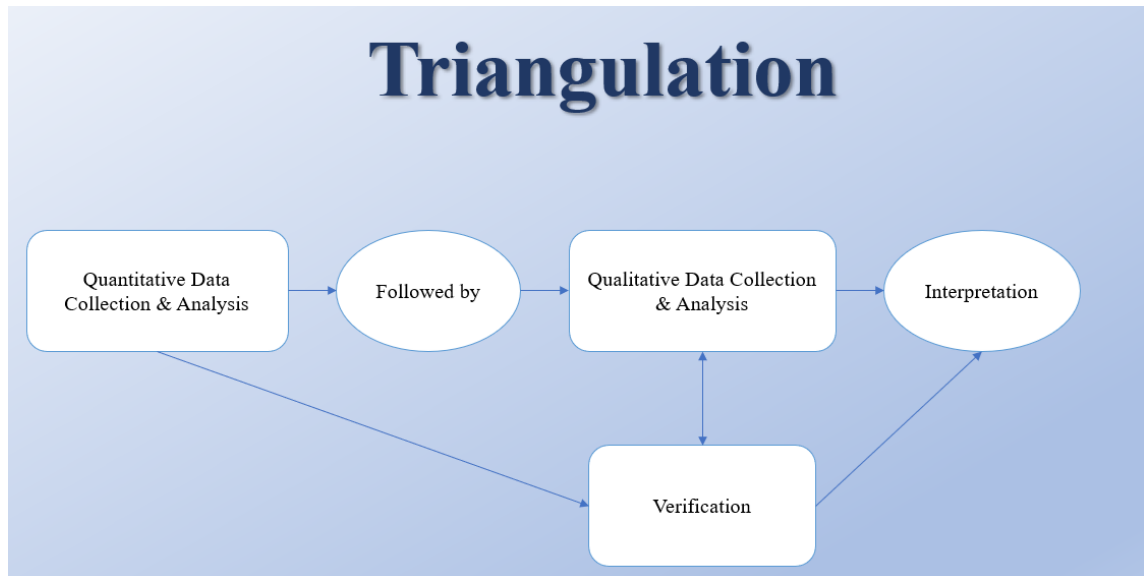 Triangulation
Quantitative Data
Collection & Analysis
Followed by
Qualitative Data Collection
& Analysis
Interpretation
Verification